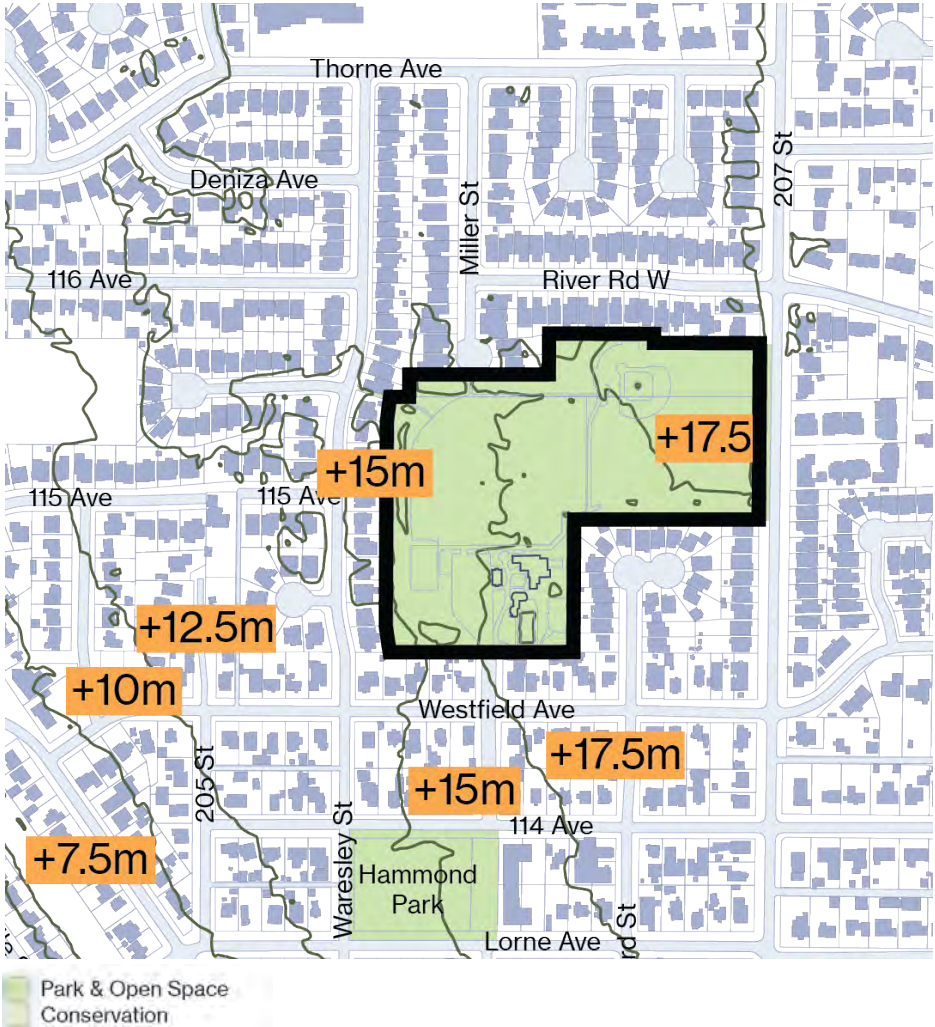 Thorne Ave
207 St
Deniza Ave
Miller St
116 Ave
River Rd W
+17.5
+15m
115 Ave
115 Ave
+12.5m
+10m
Westfield Ave
+17.5m
205 St
+15m
Waresley St
114 Ave
+7.5m
Hammond
Park
Lorne Ave
rd St
Park & Open Space
Conservation